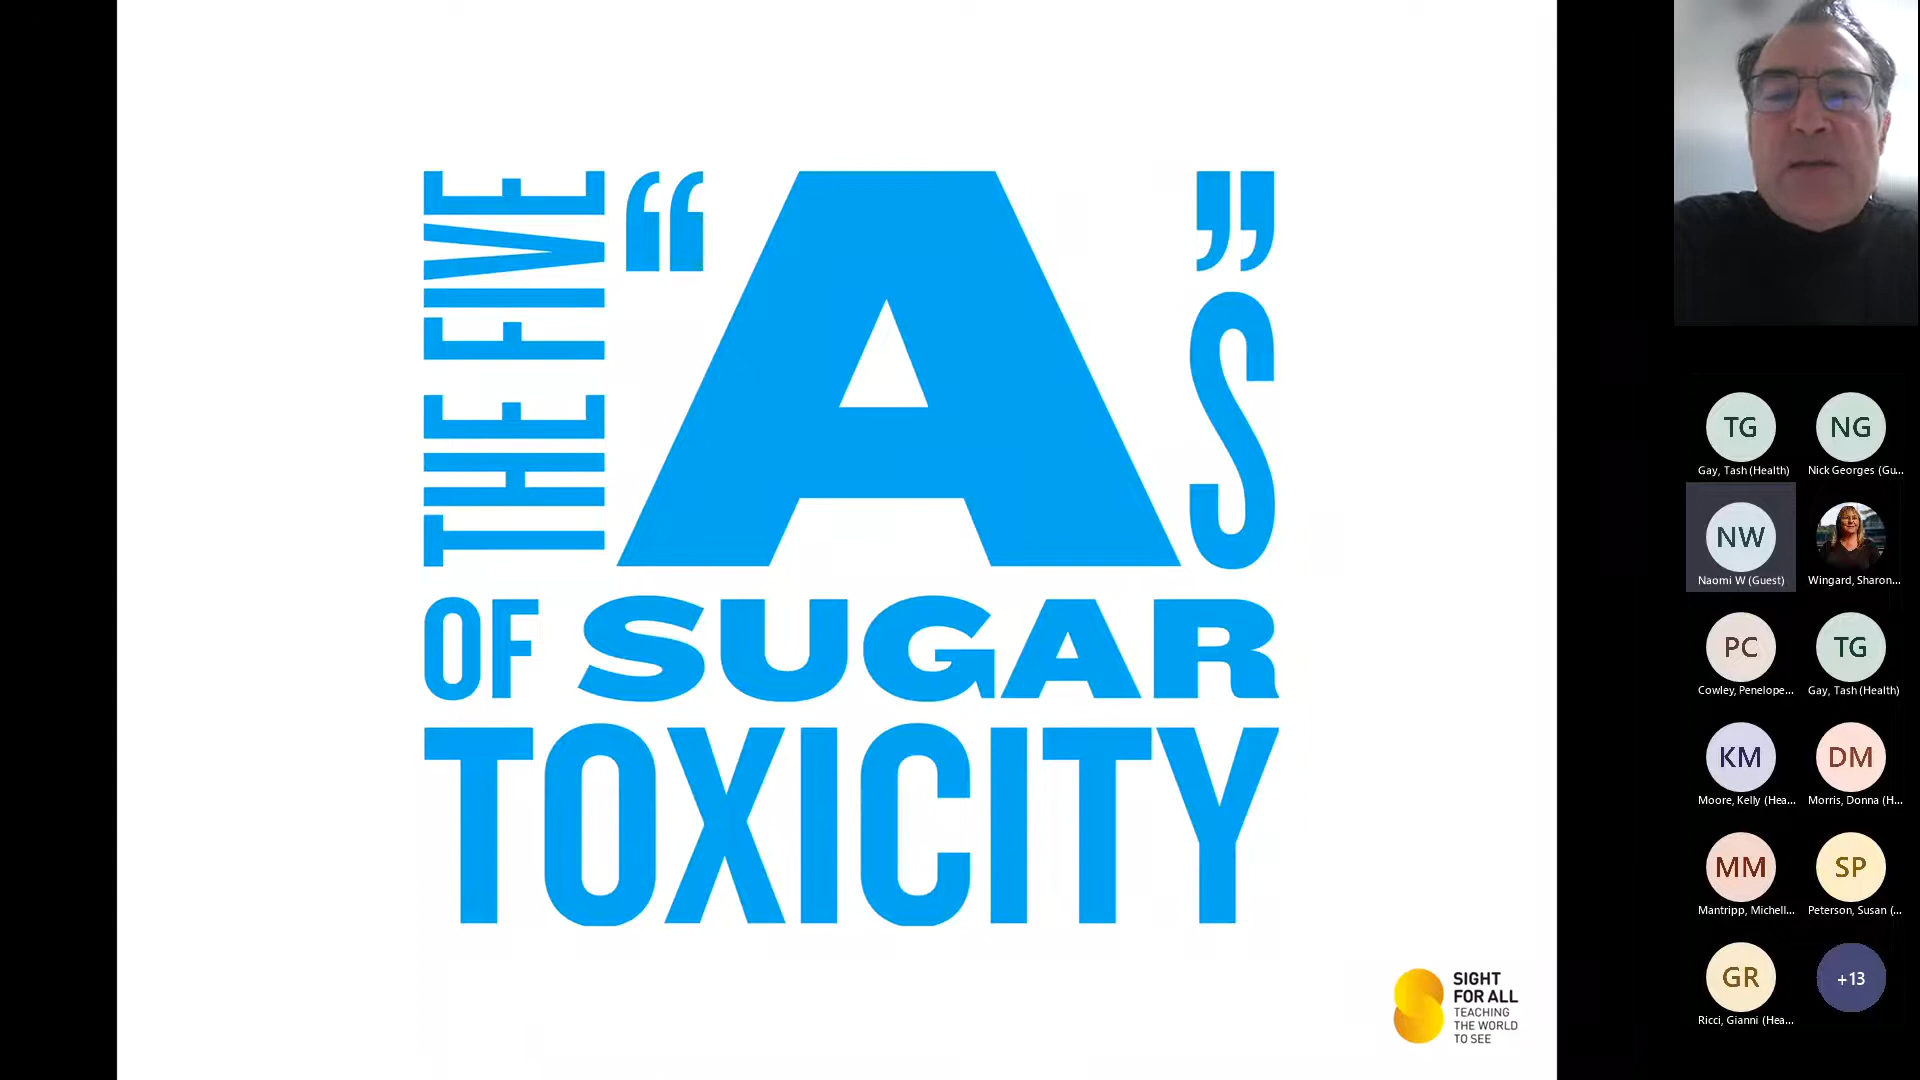 THE FIVE
“A”s
OF SUGAR
TOXICITY
SIGHT
FOR ALL
TEACHING
THE WORLD
TO SEE
TG
Gay, Tash (Health)
NG
Nick Georges (Gu...
NW
Naomi W (Guest)
Wingard, Sharon...
PC
Cowley, Penelope...
TG
Gay, Tash (Health)
KM
Moore, Kelly (Hea...
DM
Morris, Donna (H...
MM
Mantripp, Michell...
SP
Peterson, Susan (...
GR
Ricci, Gianni (Hea...
+13